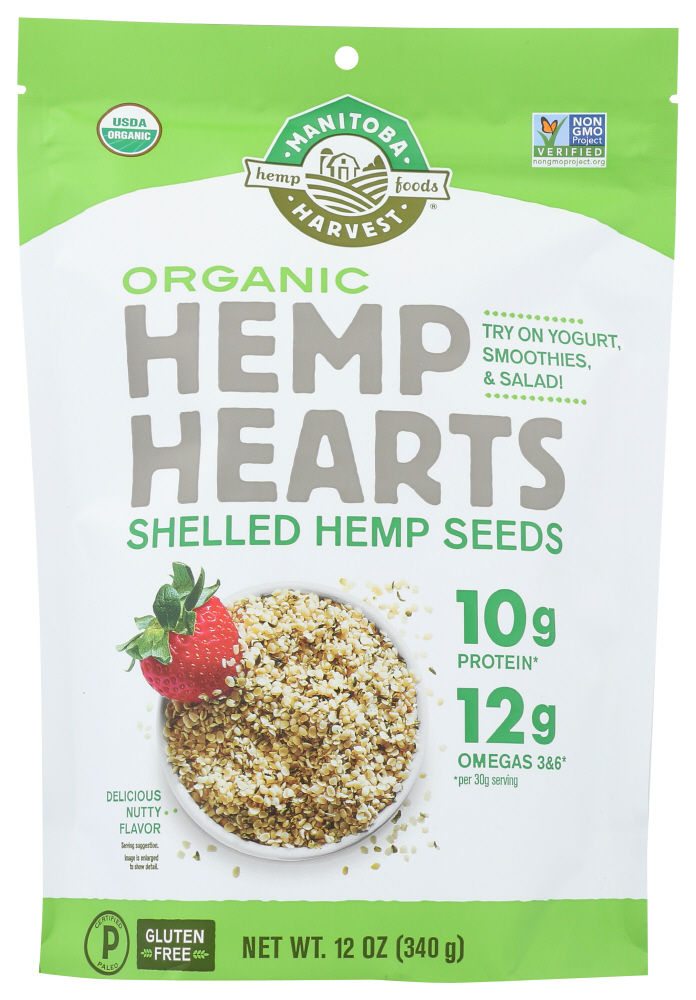 USDA
ORGANIC
MANITOBA
hemp foods
HARVEST
®
NON
GMO
Project
VERIFIED
nongmoproject.org
ORGANIC
HEMP
HEARTS
TRY ON YOGURT,
SMOOTHIES,
& SALAD!
SHELLED HEMP SEEDS
10g
PROTEIN*
12g
OMEGAS 3&6*
*per 30g serving
DELICIOUS
NUTTY
FLAVOR
Serving suggestion.
Image is enlarged
to show detail.
CERTIFIED
P
PALEO
GLUTEN
FREE
NET WT. 12 OZ (340 g)